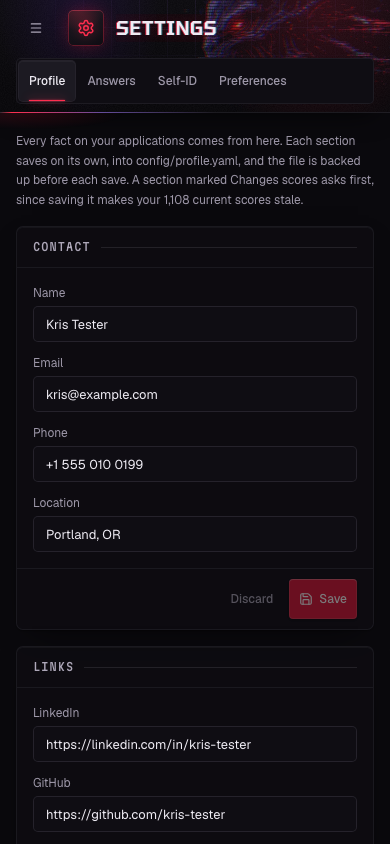 SETTINGS
Profile Answers Self-ID Preferences
Every fact on your applications comes from here. Each section
saves on its own, into config/profile.yaml, and the file is backed
up before each save. A section marked Changes scores asks first,
since saving it makes your 1,108 current scores stale.
CONTACT
Name
Kris Tester
Email
kris@example.com
Phone
+1 555 010 0199
Location
Portland, OR
Discard Save
LINKS
LinkedIn
https://linkedin.com/in/kris-tester
GitHub
https://github.com/kris-tester